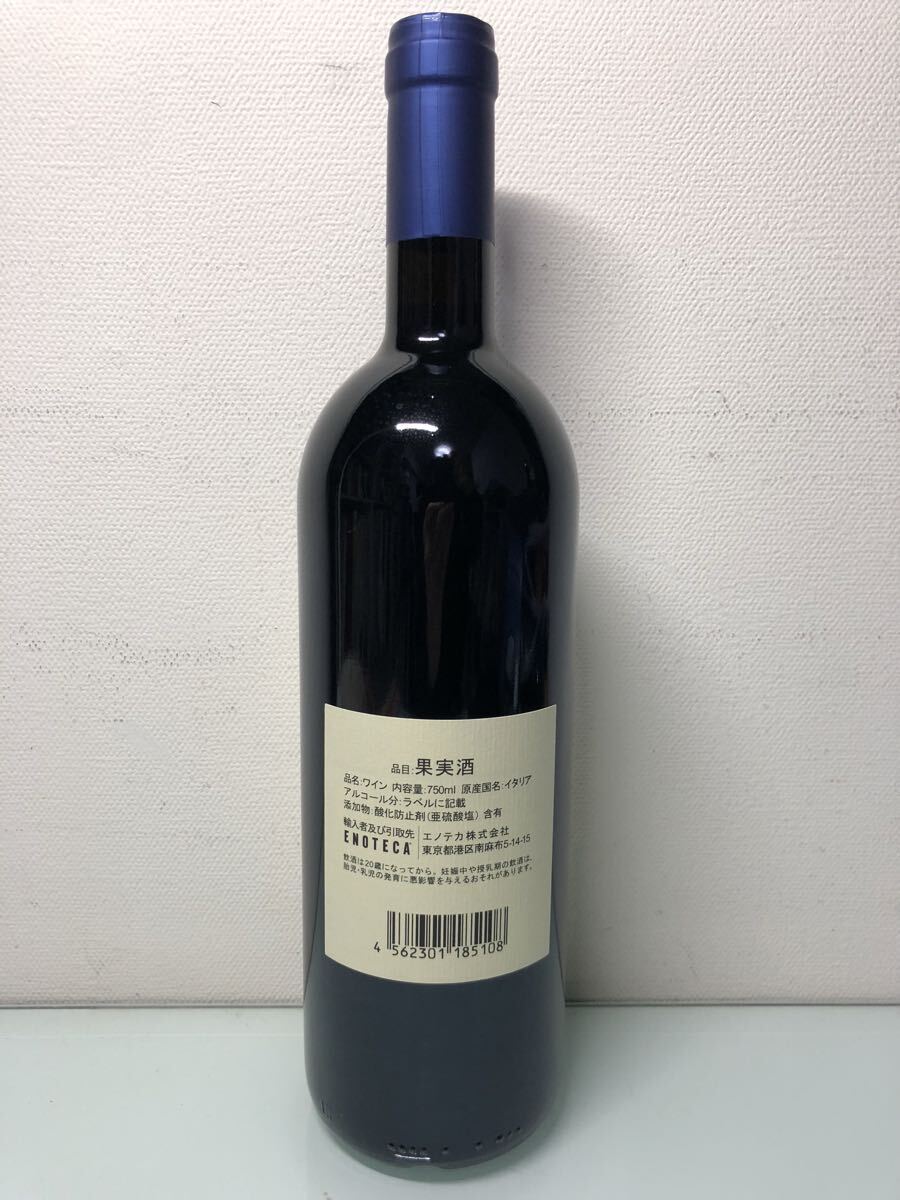 品目:果実酒
品名:ワイン 内容量:750ml 原産国名:イタリア
アルコール分:ラベルに記載
添加物:酸化防止剤(亜硫酸塩) 含有
輸入者及び引取先
ENOTECA
エノテカ株式会社
東京都港区南麻布5-14-15
飲酒は20歳になってから。妊娠中や授乳期の飲酒は、
胎児・乳児の発育に悪影響を与えるおそれがあります。
4 562301 185108